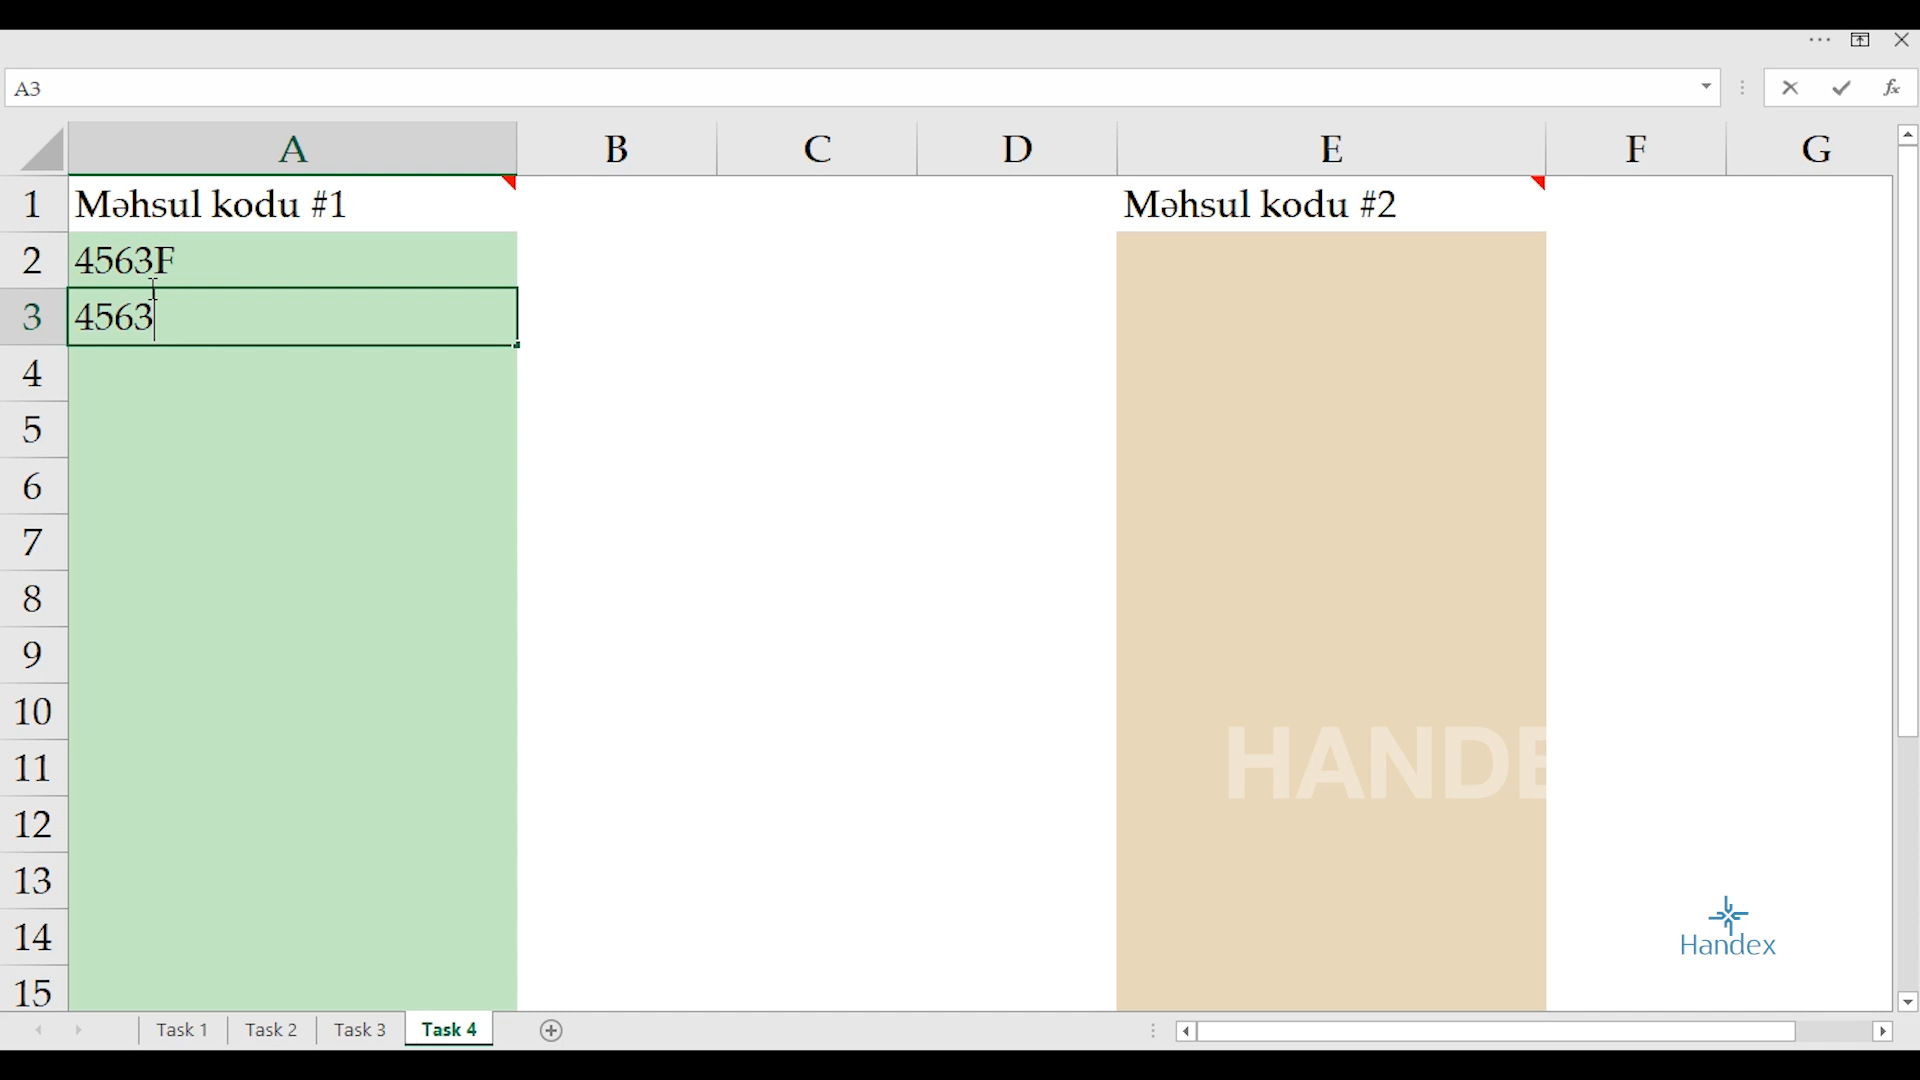 A3
A B C D E F G
1 Məhsul kodu #1 Məhsul kodu #2
2 4563F
3 4563
4
5
6
7
8
9
10
11 HANDE
12
13
14
Handex
15
Task 1 Task 2 Task 3 Task 4